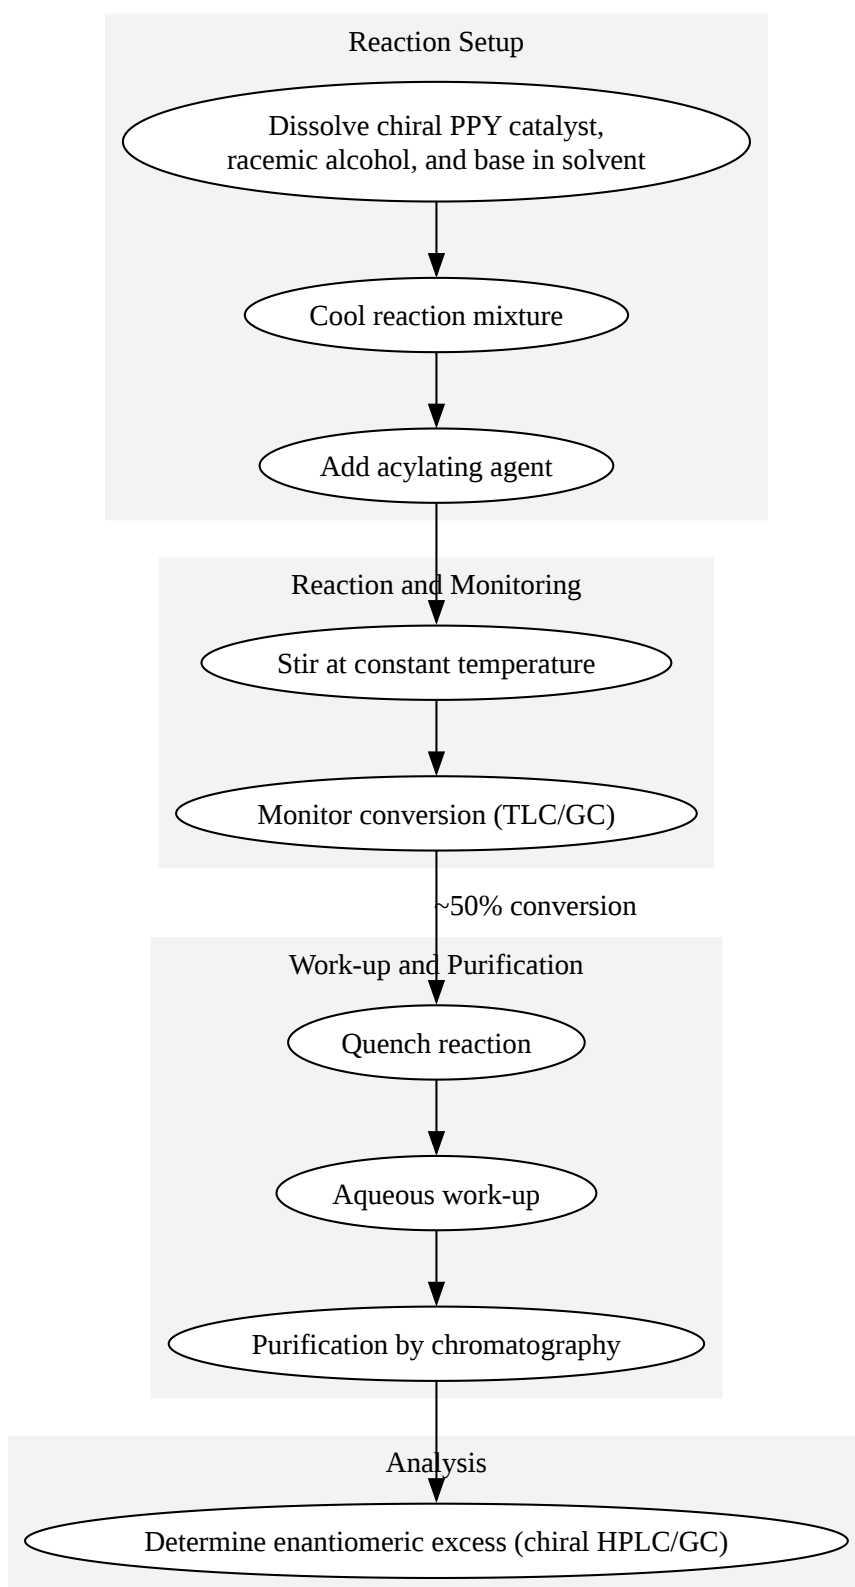 Reaction Setup
Dissolve chiral PPY catalyst,
racemic alcohol, and base in solvent
Cool reaction mixture
Add acylating agent
Reaction and Monitoring
Stir at constant temperature
Monitor conversion (TLC/GC)
~50% conversion
Work-up and Purification
Quench reaction
Aqueous work-up
Purification by chromatography
Analysis
Determine enantiomeric excess (chiral HPLC/GC)